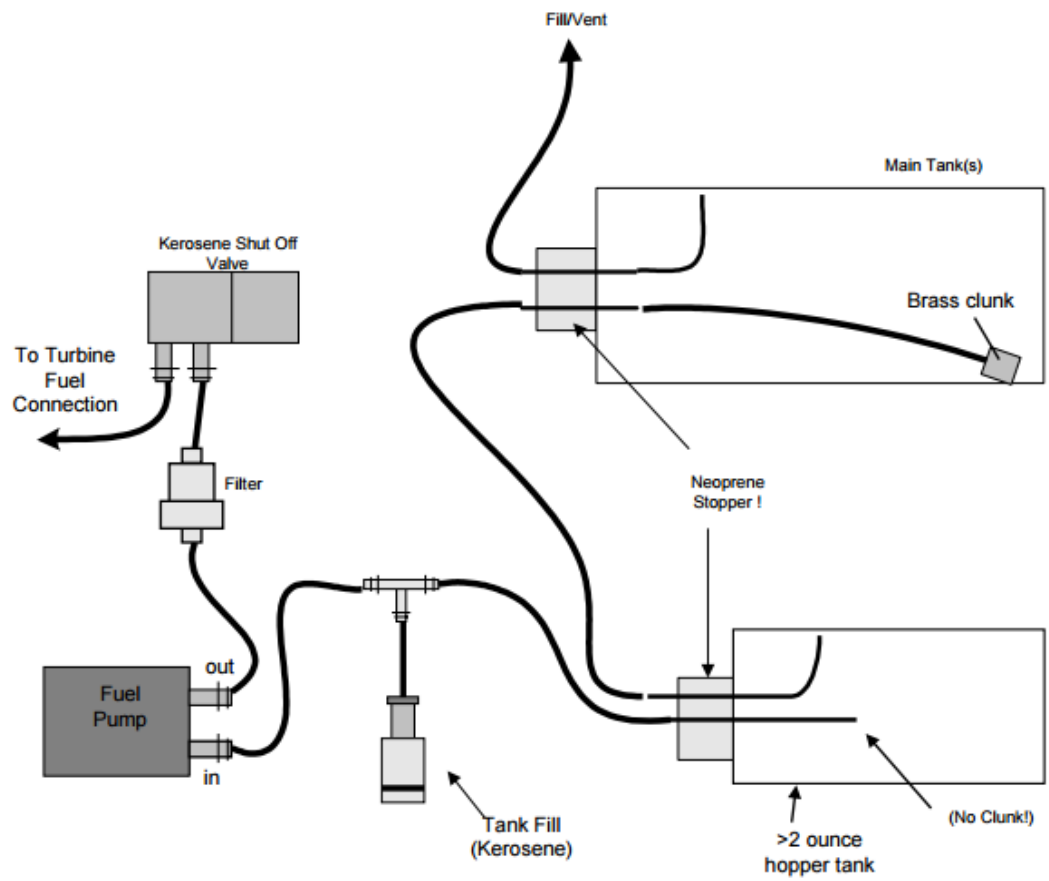 Fill/Vent
Main Tank(s)
Kerosene Shut Off
Valve
Brass clunk
To Turbine
Fuel
Connection
Filter
Neoprene
Stopper !
out
Fuel
Pump
in
Tank Fill
(Kerosene)
(No Clunk!)
>2 ounce
hopper tank